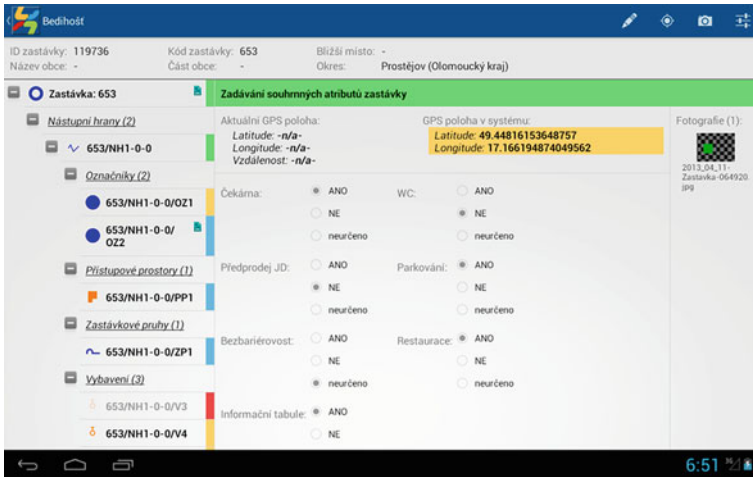 Bedihošť
ID zastávky: 119736 Kód zastávky: 653 Bližší místo: -
Název obce: - Část obce: - Okres: Prostějov (Olomoucký kraj)
Zastávka: 653
Nástupní hrany (2)
653/NH1-0-0
Označníky (2)
653/NH1-0-0/OZ1
653/NH1-0-0/
OZ2
Přístupové prostory (1)
653/NH1-0-0/PP1
Zastávkové pruhy (1)
653/NH1-0-0/ZP1
Vybavení (3)
653/NH1-0-0/V3
653/NH1-0-0/V4
Zadávání souhrnných atributů zastávky
Aktuální GPS poloha:
Latitude: -n/a-
Longitude: -n/a-
Vzdálenost: -n/a-
GPS poloha v systému:
Latitude: 49.44816153648757
Longitude: 17.166194874049562
Čekárna: ANO
NE
neurčeno
WC: ANO
NE
neurčeno
Předprodej JD: ANO
NE
neurčeno
Parkování: ANO
NE
neurčeno
Bezbariérovost: ANO
NE
neurčeno
Restaurace: ANO
NE
neurčeno
Informační tabule: ANO
NE
Fotografie (1):
2013_04_11-
Zastavka-064920.
jpg
6:51